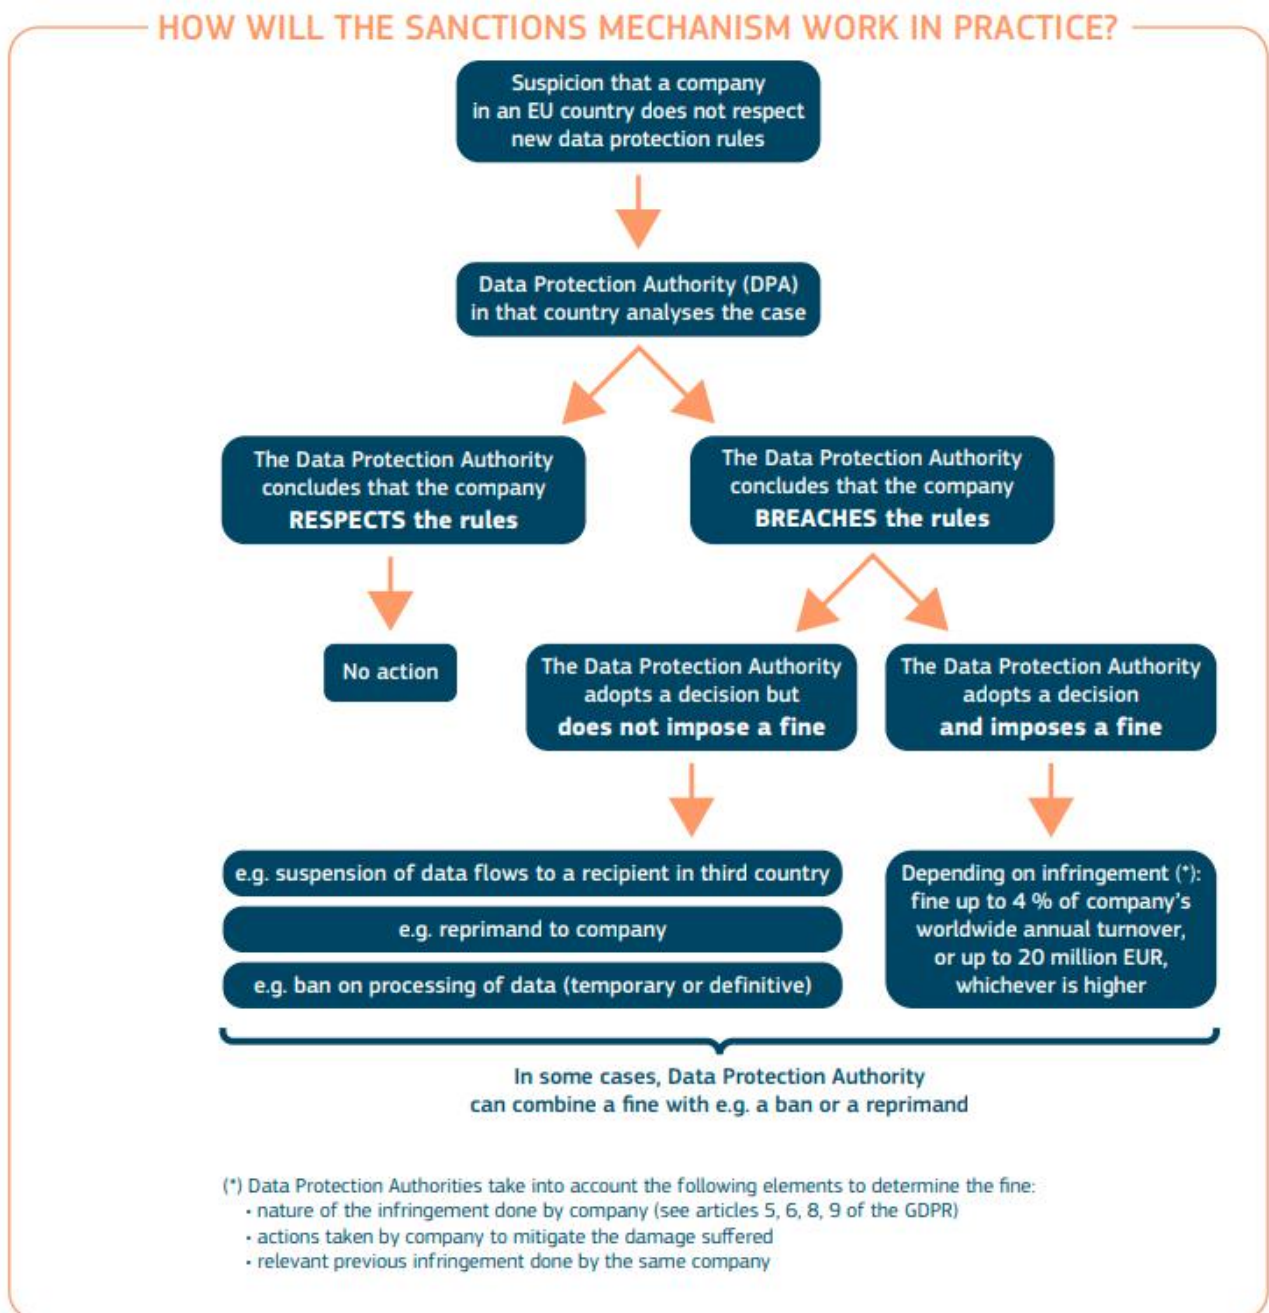 HOW WILL THE SANCTIONS MECHANISM WORK IN PRACTICE?
Suspicion that a company
in an EU country does not respect
new data protection rules
Data Protection Authority (DPA)
in that country analyses the case
The Data Protection Authority
concludes that the company
RESPECTS the rules
The Data Protection Authority
concludes that the company
BREACHES the rules
No action
The Data Protection Authority
adopts a decision but
does not impose a fine
The Data Protection Authority
adopts a decision
and imposes a fine
e.g. suspension of data flows to a recipient in third country
e.g. reprimand to company
e.g. ban on processing of data (temporary or definitive)
Depending on infringement (*):
fine up to 4 % of company's
worldwide annual turnover,
or up to 20 million EUR,
whichever is higher
In some cases, Data Protection Authority
can combine a fine with e.g. a ban or a reprimand
(*) Data Protection Authorities take into account the following elements to determine the fine:
• nature of the infringement done by company (see articles 5, 6, 8, 9 of the GDPR)
• actions taken by company to mitigate the damage suffered
• relevant previous infringement done by the same company